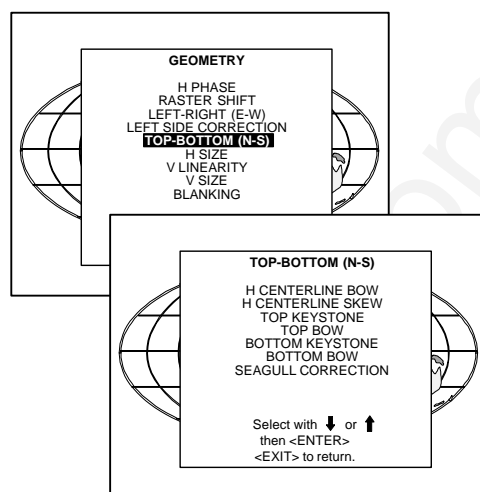 GEOMETRY
H PHASE
RASTER SHIFT
LEFT-RIGHT (E-W)
LEFT SIDE CORRECTION
TOP-BOTTOM (N-S)
H SIZE
V LINEARITY
V SIZE
BLANKING
TOP-BOTTOM (N-S)
H CENTERLINE BOW
H CENTERLINE SKEW
TOP KEYSTONE
TOP BOW
BOTTOM KEYSTONE
BOTTOM BOW
SEAGULL CORRECTION
Select with ⬇ or ⬆
then <ENTER>
<EXIT> to return.